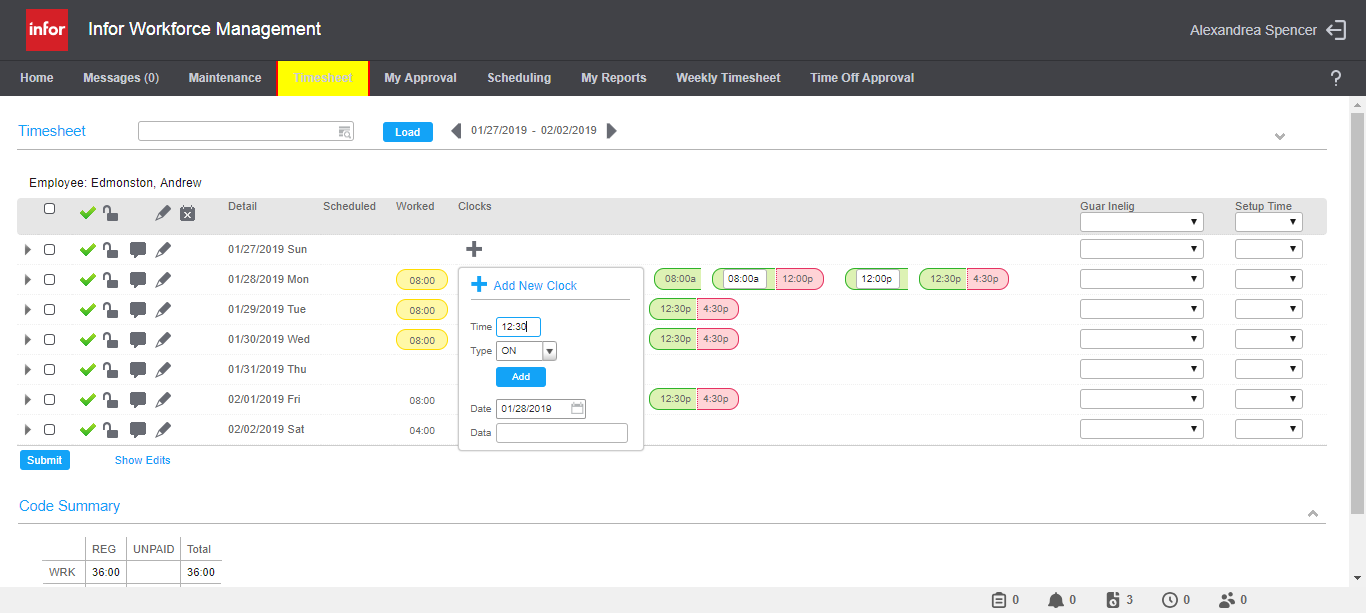 infor Infor Workforce Management Alexandrea Spencer
Home Messages (0) Maintenance Timesheet My Approval Scheduling My Reports Weekly Timesheet Time Off Approval ?
Timesheet Load 01/27/2019 - 02/02/2019
Employee: Edmonston, Andrew
Detail Scheduled Worked Clocks Guar Inelig Setup Time
01/27/2019 Sun
01/28/2019 Mon 08:00 08:00a 08:00a 12:00p 12:00p 12:30p 4:30p
Add New Clock
01/29/2019 Tue 08:00 12:30p 4:30p
Time 12:30
01/30/2019 Wed 08:00 12:30p 4:30p
Type ON
01/31/2019 Thu
Add
02/01/2019 Fri 08:00 12:30p 4:30p
Date 01/28/2019
02/02/2019 Sat 04:00
Data
Submit Show Edits
Code Summary
REG UNPAID Total
WRK 36:00 36:00
0 0 3 0 0